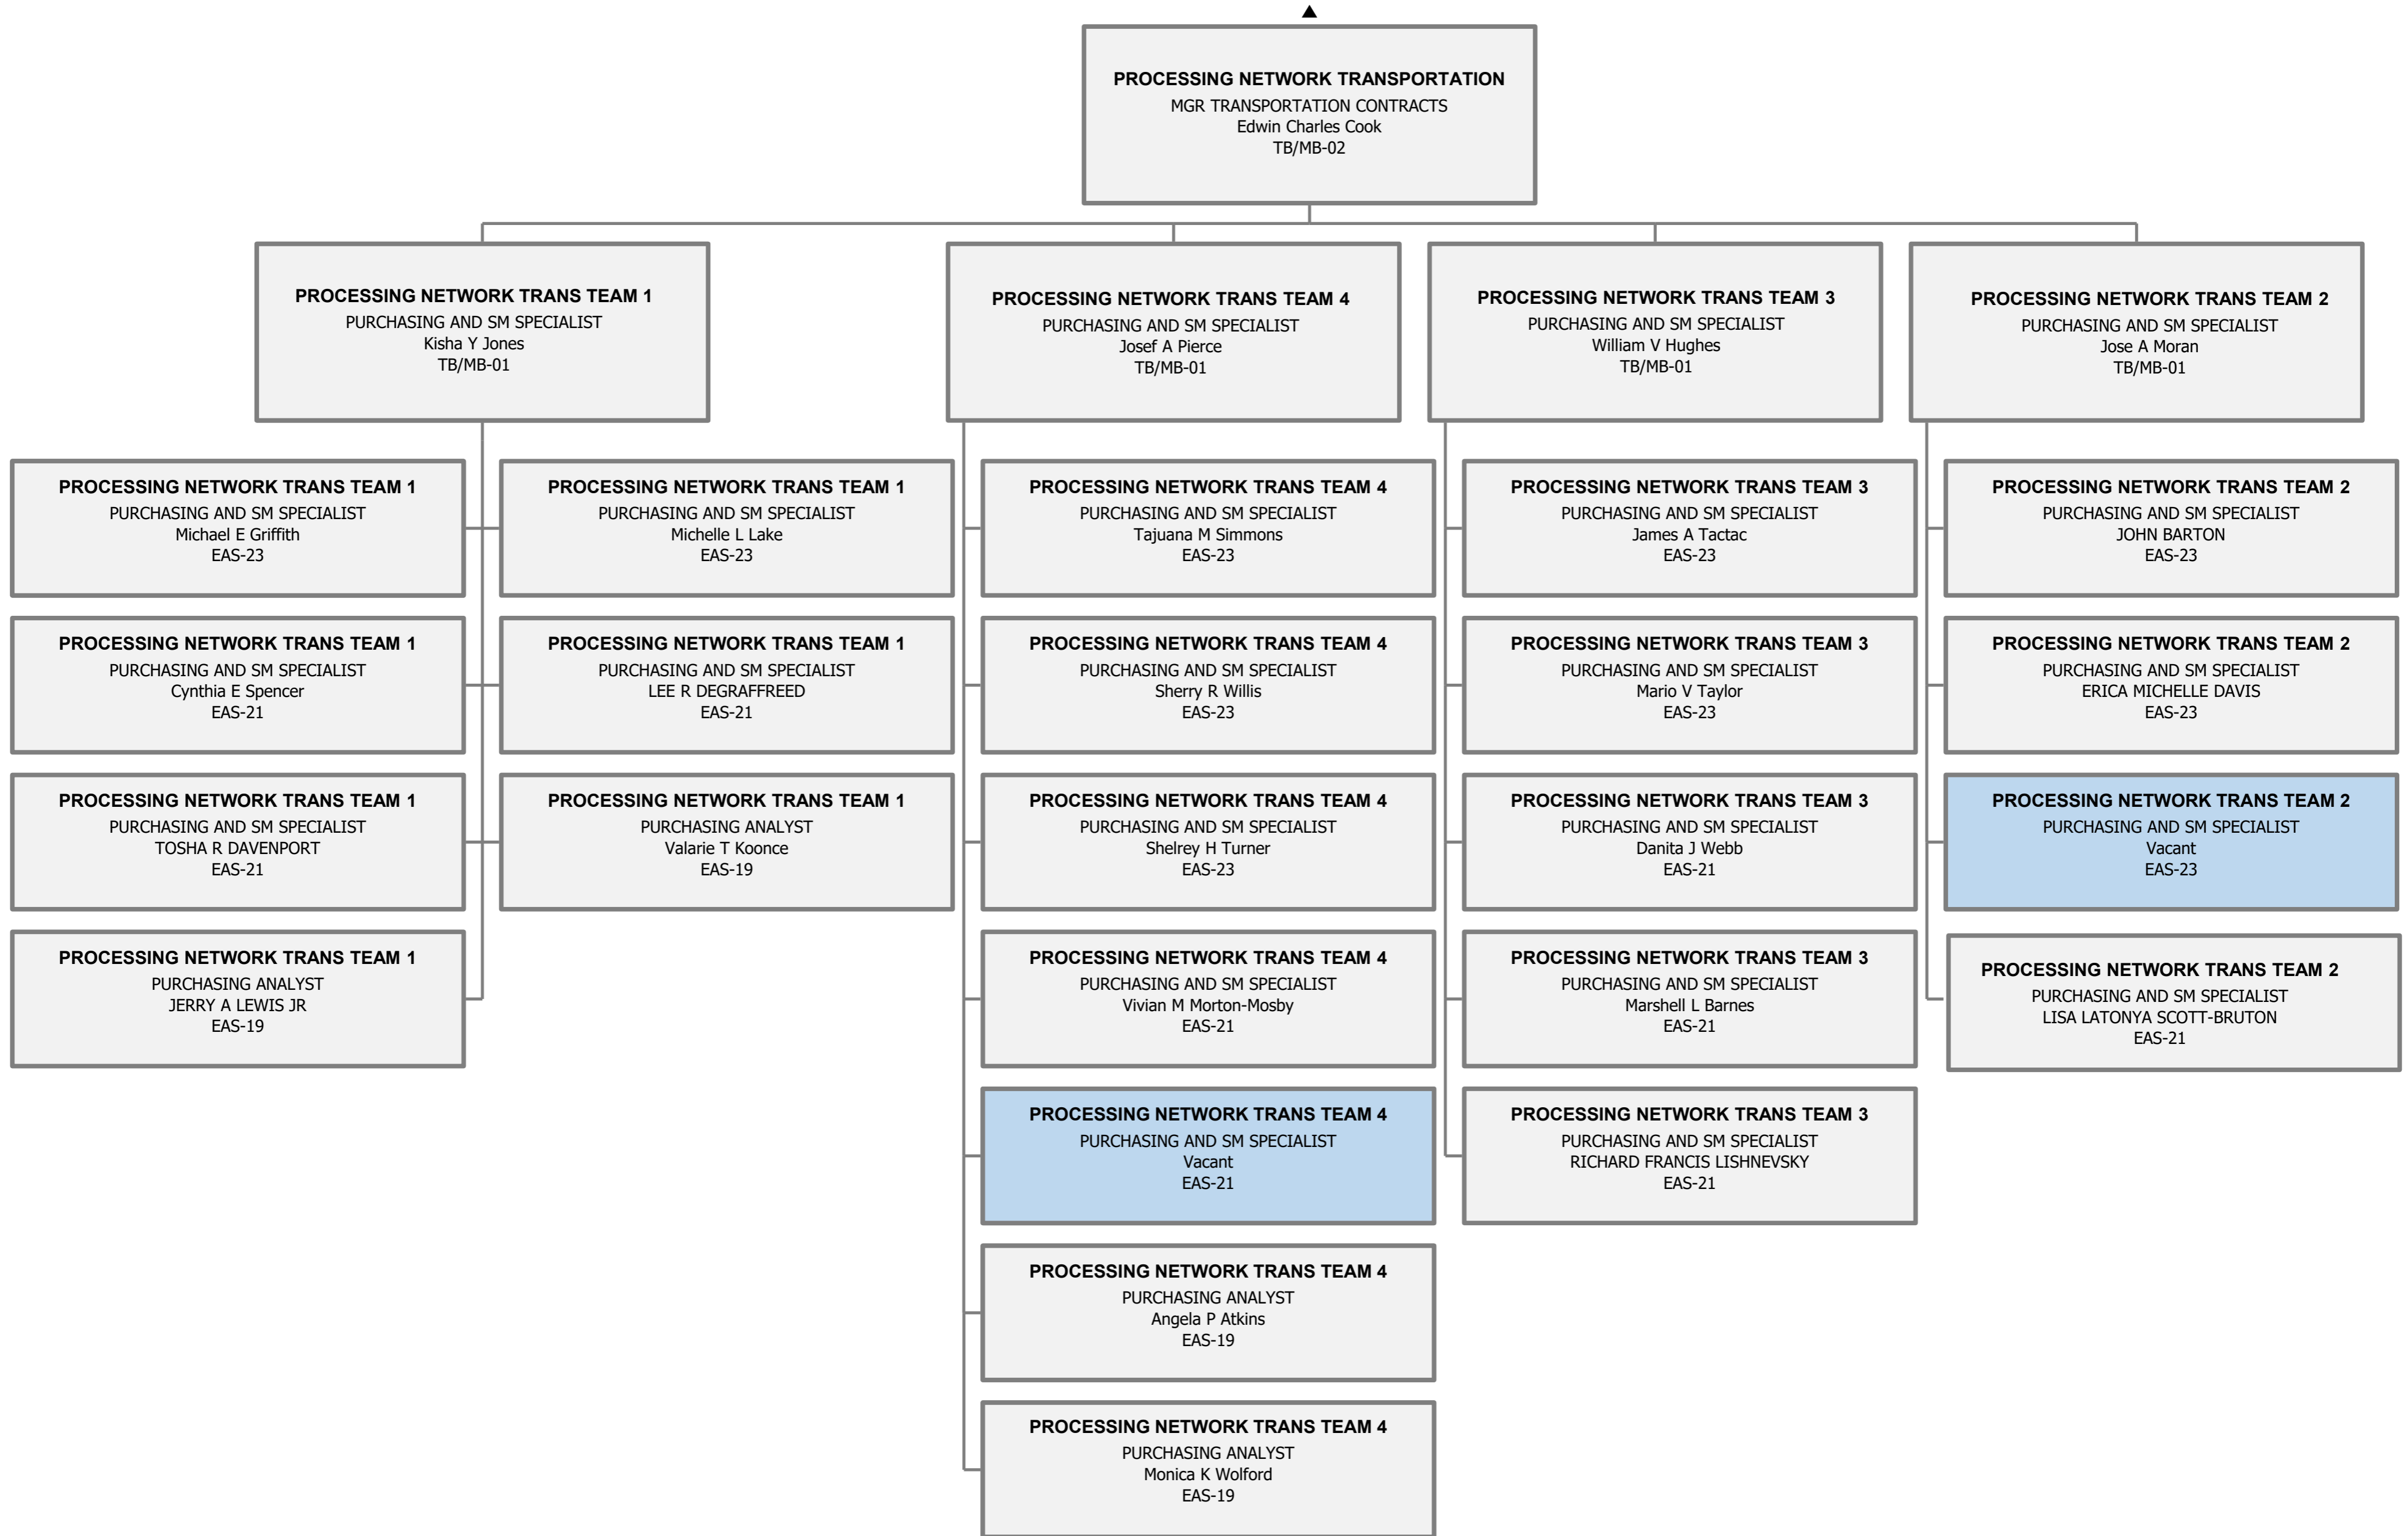 PROCESSING NETWORK TRANSPORTATION
MGR TRANSPORTATION CONTRACTS
Edwin Charles Cook
TB/MB-02
PROCESSING NETWORK TRANS TEAM 1
PURCHASING AND SM SPECIALIST
Kisha Y Jones
TB/MB-01
PROCESSING NETWORK TRANS TEAM 4
PURCHASING AND SM SPECIALIST
Josef A Pierce
TB/MB-01
PROCESSING NETWORK TRANS TEAM 3
PURCHASING AND SM SPECIALIST
William V Hughes
TB/MB-01
PROCESSING NETWORK TRANS TEAM 2
PURCHASING AND SM SPECIALIST
Jose A Moran
TB/MB-01
PROCESSING NETWORK TRANS TEAM 1
PURCHASING AND SM SPECIALIST
Michael E Griffith
EAS-23
PROCESSING NETWORK TRANS TEAM 1
PURCHASING AND SM SPECIALIST
Michelle L Lake
EAS-23
PROCESSING NETWORK TRANS TEAM 4
PURCHASING AND SM SPECIALIST
Tajuana M Simmons
EAS-23
PROCESSING NETWORK TRANS TEAM 3
PURCHASING AND SM SPECIALIST
James A Tactac
EAS-23
PROCESSING NETWORK TRANS TEAM 2
PURCHASING AND SM SPECIALIST
JOHN BARTON
EAS-23
PROCESSING NETWORK TRANS TEAM 1
PURCHASING AND SM SPECIALIST
Cynthia E Spencer
EAS-21
PROCESSING NETWORK TRANS TEAM 1
PURCHASING AND SM SPECIALIST
LEE R DEGRAFFREED
EAS-21
PROCESSING NETWORK TRANS TEAM 4
PURCHASING AND SM SPECIALIST
Sherry R Willis
EAS-23
PROCESSING NETWORK TRANS TEAM 3
PURCHASING AND SM SPECIALIST
Mario V Taylor
EAS-23
PROCESSING NETWORK TRANS TEAM 2
PURCHASING AND SM SPECIALIST
ERICA MICHELLE DAVIS
EAS-23
PROCESSING NETWORK TRANS TEAM 1
PURCHASING AND SM SPECIALIST
TOSHA R DAVENPORT
EAS-21
PROCESSING NETWORK TRANS TEAM 1
PURCHASING ANALYST
Valarie T Koonce
EAS-19
PROCESSING NETWORK TRANS TEAM 4
PURCHASING AND SM SPECIALIST
Shelrey H Turner
EAS-23
PROCESSING NETWORK TRANS TEAM 3
PURCHASING AND SM SPECIALIST
Danita J Webb
EAS-21
PROCESSING NETWORK TRANS TEAM 2
PURCHASING AND SM SPECIALIST
Vacant
EAS-23
PROCESSING NETWORK TRANS TEAM 1
PURCHASING ANALYST
JERRY A LEWIS JR
EAS-19
PROCESSING NETWORK TRANS TEAM 4
PURCHASING AND SM SPECIALIST
Vivian M Morton-Mosby
EAS-21
PROCESSING NETWORK TRANS TEAM 3
PURCHASING AND SM SPECIALIST
Marshell L Barnes
EAS-21
PROCESSING NETWORK TRANS TEAM 2
PURCHASING AND SM SPECIALIST
LISA LATONYA SCOTT-BRUTON
EAS-21
PROCESSING NETWORK TRANS TEAM 4
PURCHASING AND SM SPECIALIST
Vacant
EAS-21
PROCESSING NETWORK TRANS TEAM 3
PURCHASING AND SM SPECIALIST
RICHARD FRANCIS LISHNEVSKY
EAS-21
PROCESSING NETWORK TRANS TEAM 4
PURCHASING ANALYST
Angela P Atkins
EAS-19
PROCESSING NETWORK TRANS TEAM 4
PURCHASING ANALYST
Monica K Wolford
EAS-19